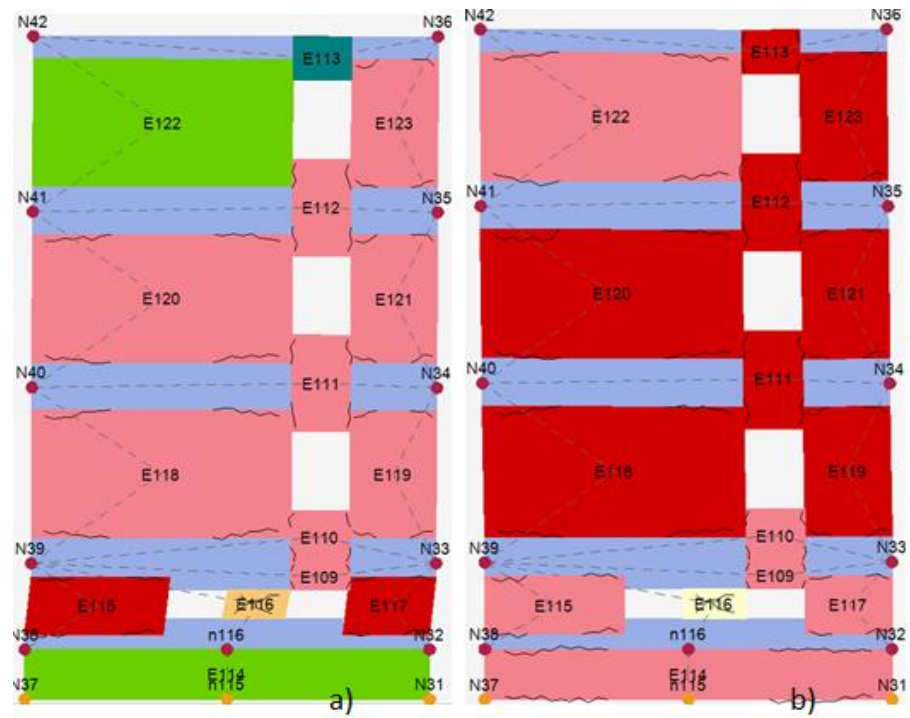 N42 N36 N42 N36
E113 E113
E122 E123 E122 E123
N41 N35 N41 N35
E112 E112
E120 E121 E120 E121
N40 N34 N40 N34
E111 E111
E118 E119 E118 E119
N39 E110 N33 N39 E110 N33
E109 E109
E115 E116 E117 E115 E116 E117
N38 n116 N32 N38 n116 N32
E114 E114
N37 n115 N31 N37 n115 N31
a) b)